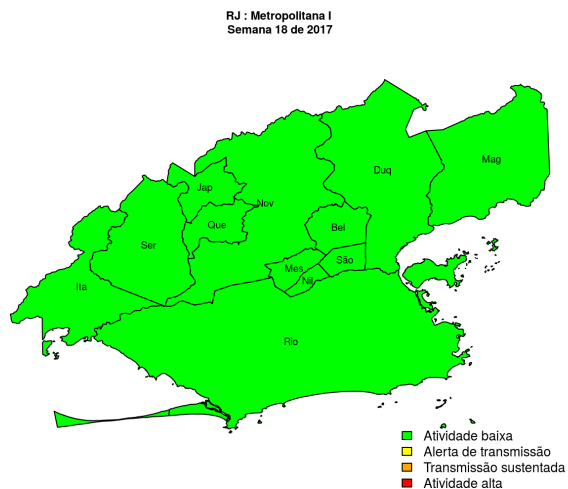 RJ : Metropolitana I
Semana 18 de 2017
Mag
Duq
Jap
Nov
Que
Bel
Ser
São
Mes
Nil
Ita
Rio
Atividade baixa
Alerta de transmissão
Transmissão sustentada
Atividade alta